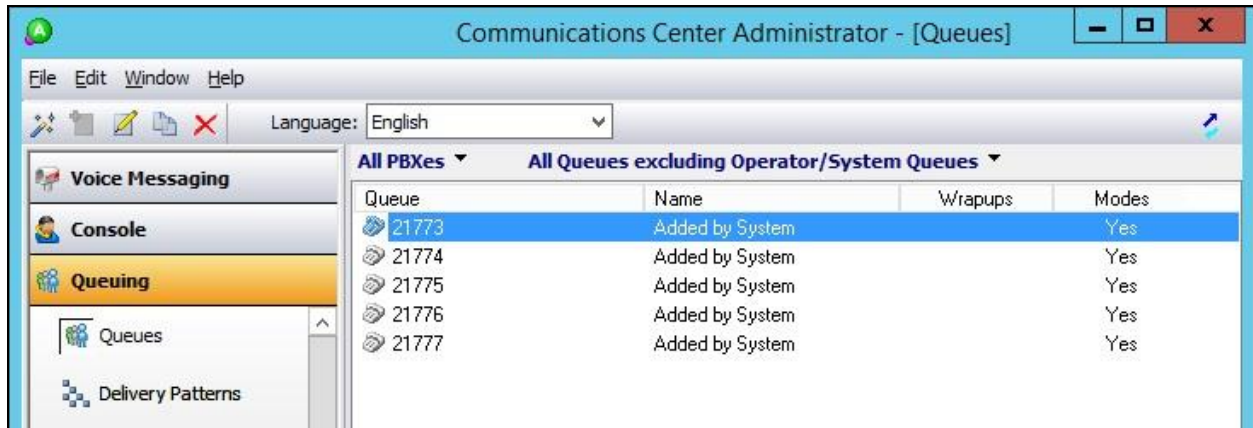 Communications Center Administrator - [Queues]
File Edit Window Help
Language: English
Voice Messaging
Console
Queuing
Queues
Delivery Patterns
All PBXes All Queues excluding Operator/System Queues
Queue Name Wrapups Modes
21773 Added by System Yes
21774 Added by System Yes
21775 Added by System Yes
21776 Added by System Yes
21777 Added by System Yes